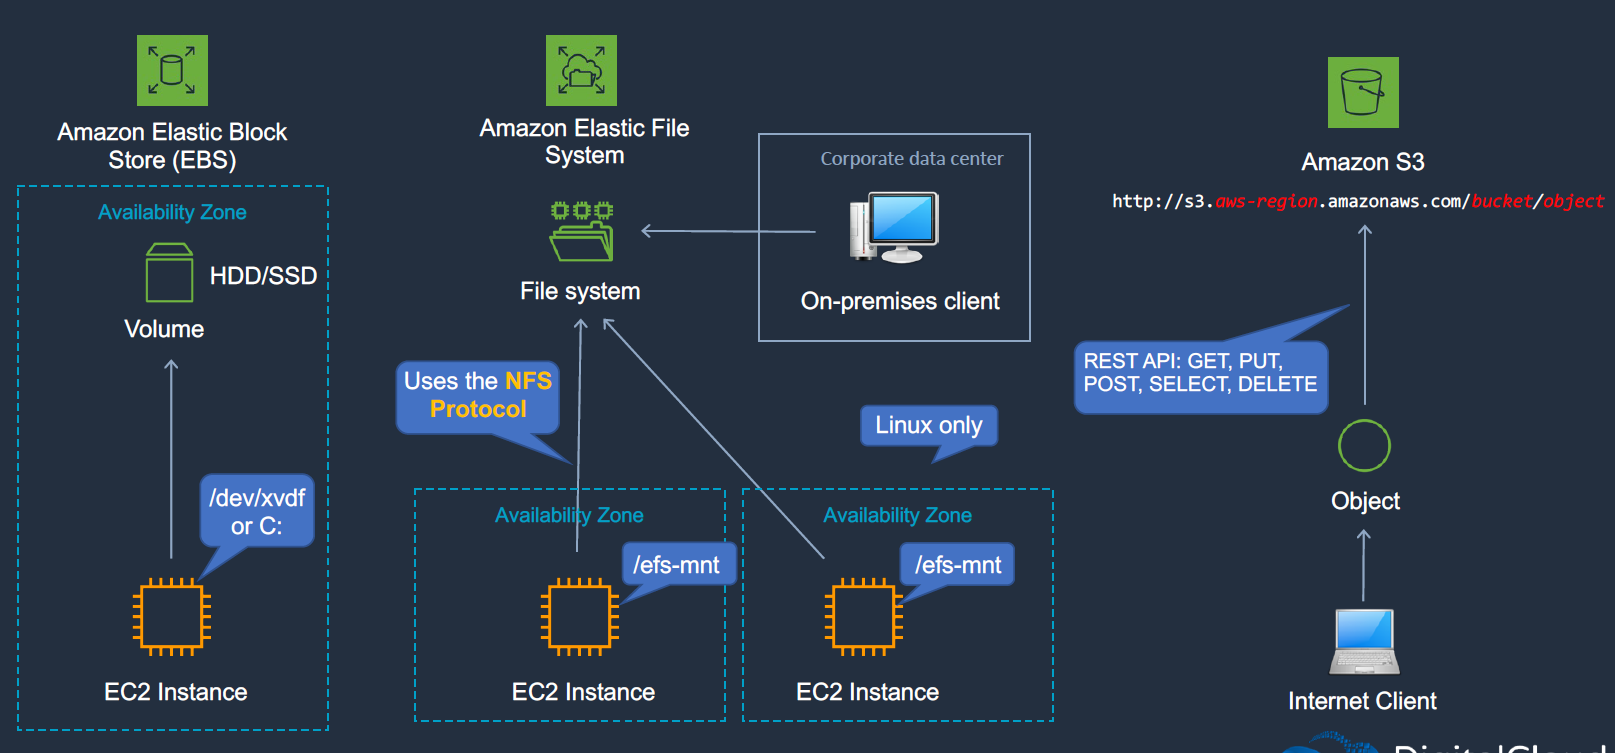 Amazon Elastic Block
Store (EBS)
Availability Zone
HDD/SSD
Volume
/dev/xvdf
or C:
EC2 Instance
Amazon Elastic File
System
File system
Corporate data center
On-premises client
Uses the NFS
Protocol
Linux only
Availability Zone
/efs-mnt
EC2 Instance
Availability Zone
/efs-mnt
EC2 Instance
Amazon S3
http://s3.aws-region.amazonaws.com/bucket/object
REST API: GET, PUT,
POST, SELECT, DELETE
Object
Internet Client
DigitalCloud